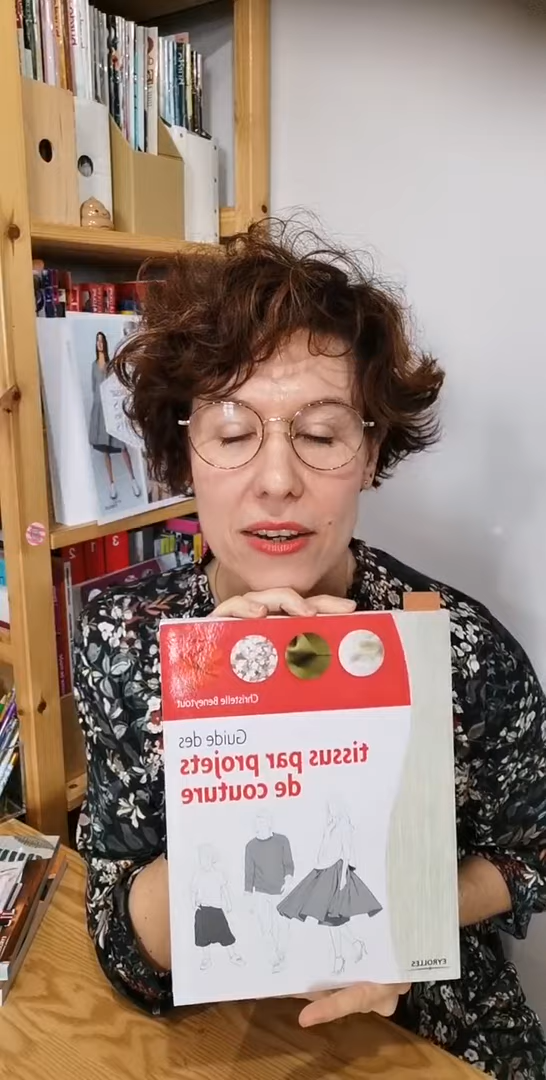 Christelle Beneytout
Guide des
tissus par projets
de couture
EYROLLES